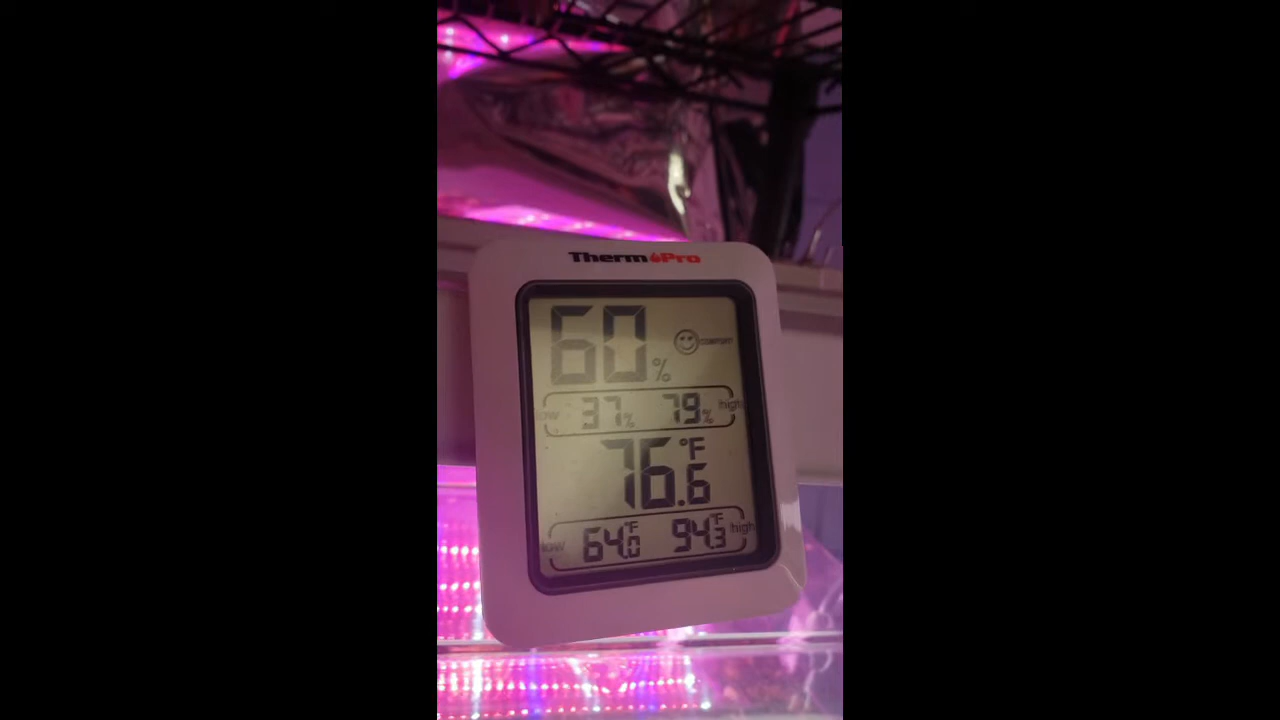 ThermoPro
60%
COMFORT
low 37% 79% high
76.6°F
low 64.0°F 94.3°F high